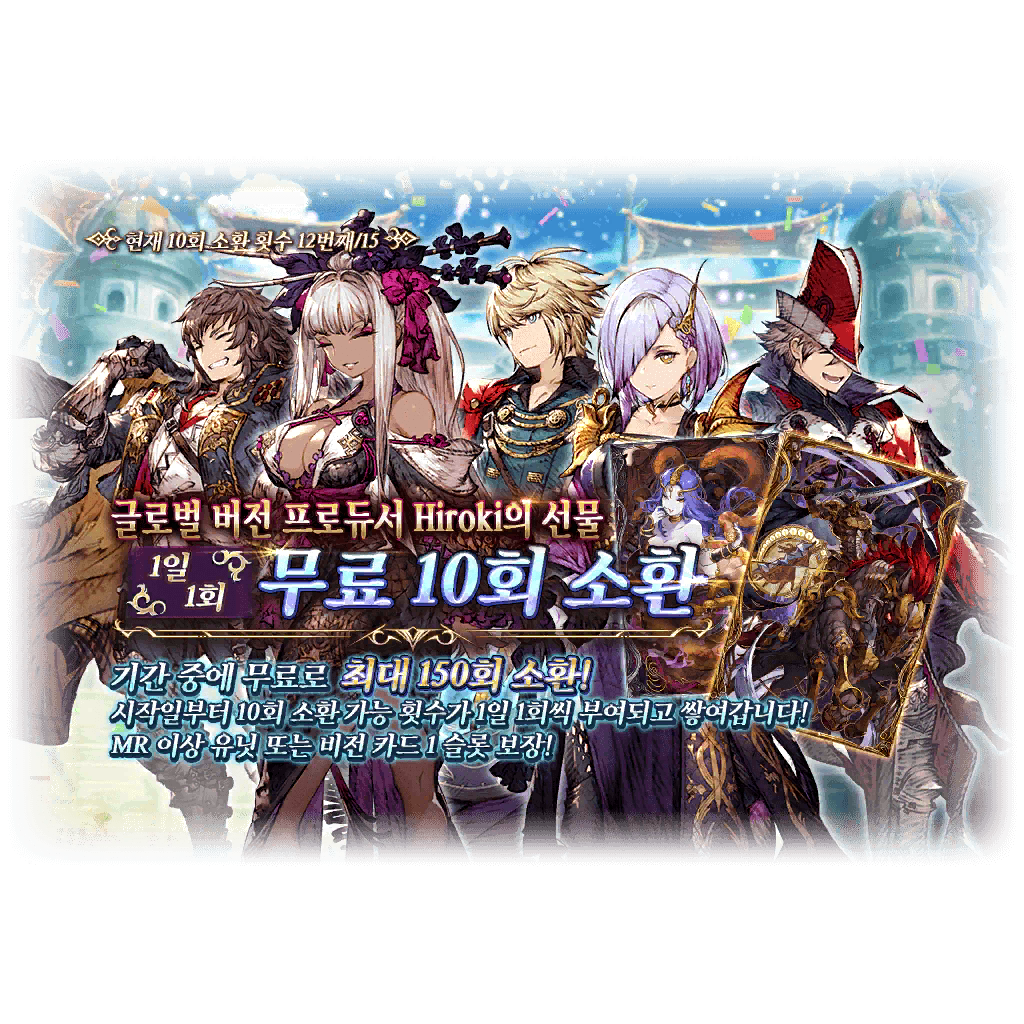 현재 10회 소환 횟수 12번째/15
글로벌 버전 프로듀서 Hiroki의 선물
1일
1회
무료 10회 소환
기간 중에 무료로 최대 150회 소환!
시작일부터 10회 소환 가능 횟수가 1일 1회씩 부여되고 쌓여갑니다!
MR 이상 유닛 또는 비전 카드 1 슬롯 보장!